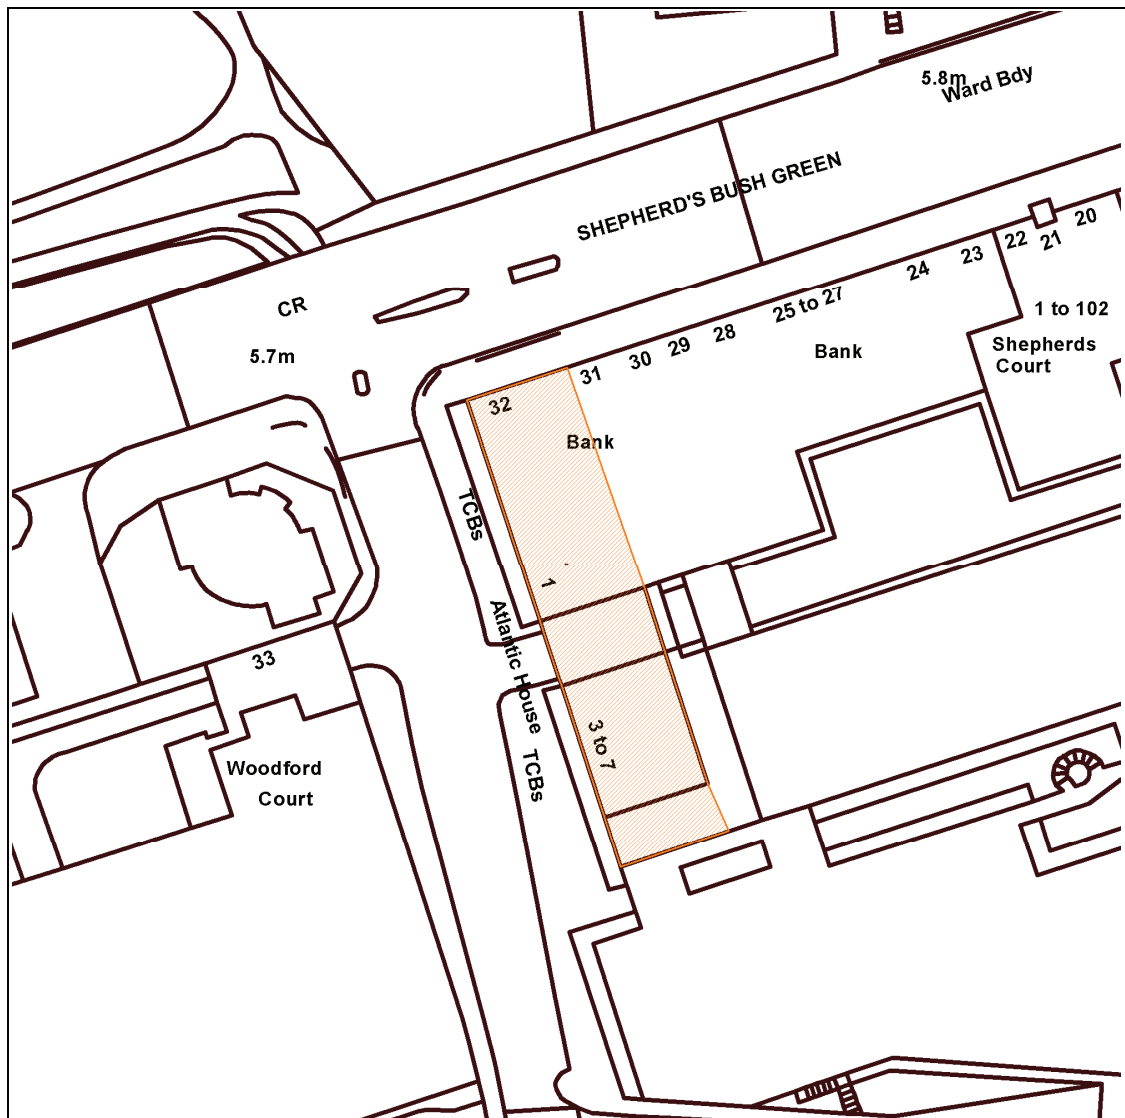 5.8m
Ward Bdy
SHEPHERD'S BUSH GREEN
20
21
22
23
24
25 to 27
28
29
30
31
32
CR
5.7m
1 to 102
Shepherds
Court
Bank
Bank
TCBs
1
Atlantic House
33
3 to 7
TCBs
Woodford
Court